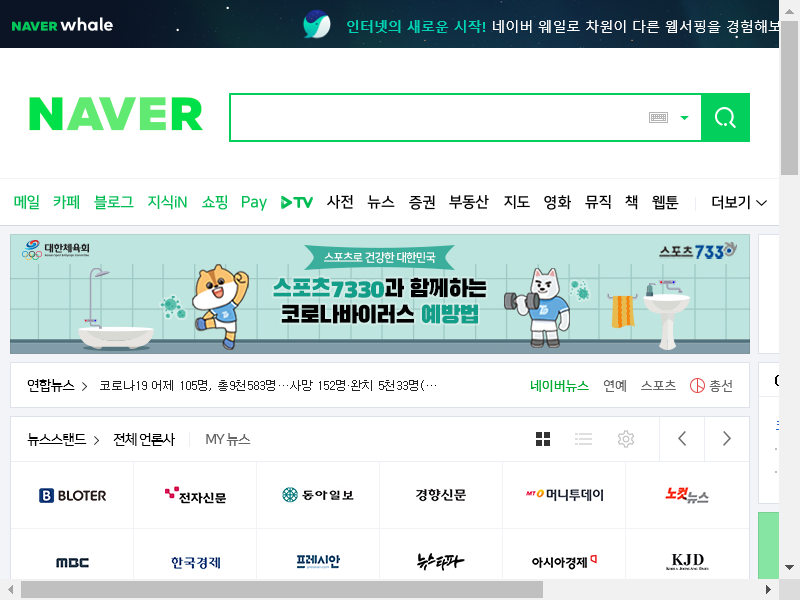 NAVER whale
인터넷의 새로운 시작! 네이버 웨일로 차원이 다른 웹서핑을 경험해보
NAVER
메일 카페 블로그 지식iN 쇼핑 Pay TV 사전 뉴스 증권 부동산 지도 영화 뮤직 책 웹툰 더보기
대한체육회
스포츠로 건강한 대한민국
스포츠 7330
스포츠7330과 함께하는
코로나바이러스 예방법
연합뉴스 코로나19 어제 105명, 총9천583명…사망 152명·완치 5천33명(…
네이버뉴스 연예 스포츠 총선
뉴스스탠드 전체 언론사 MY 뉴스
BLOTER 전자신문 동아일보 경향신문 MT 머니투데이 노컷뉴스
MBC 한국경제 프레시안 뉴스타파 아시아경제 KJD